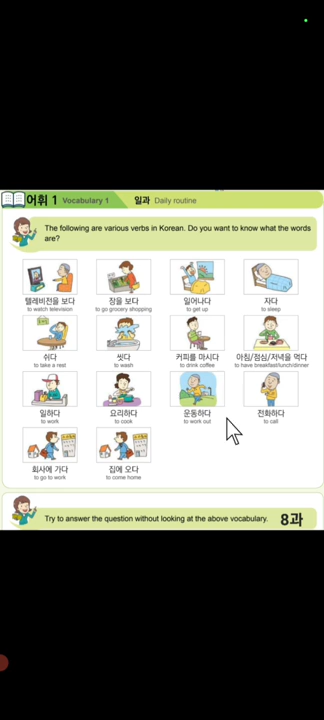 어휘 1 Vocabulary 1 일과 Daily routine
The following are various verbs in Korean. Do you want to know what the words
are?
텔레비전을 보다 장을 보다 일어나다 자다
to watch television to go grocery shopping to get up to sleep
쉬다 씻다 커피를 마시다 아침/점심/저녁을 먹다
to take a rest to wash to drink coffee to have breakfast/lunch/dinner
일하다 요리하다 운동하다 전화하다
to work to cook to work out to call
회사에 가다 집에 오다
to go to work to come home
Try to answer the question without looking at the above vocabulary. 8과